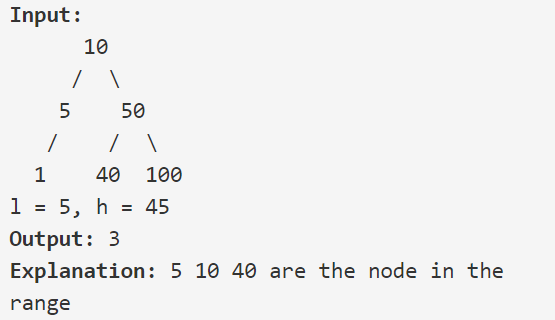 Input:
10
/ \
5 50
/ / \
1 40 100
l = 5, h = 45
Output: 3
Explanation: 5 10 40 are the node in the
range